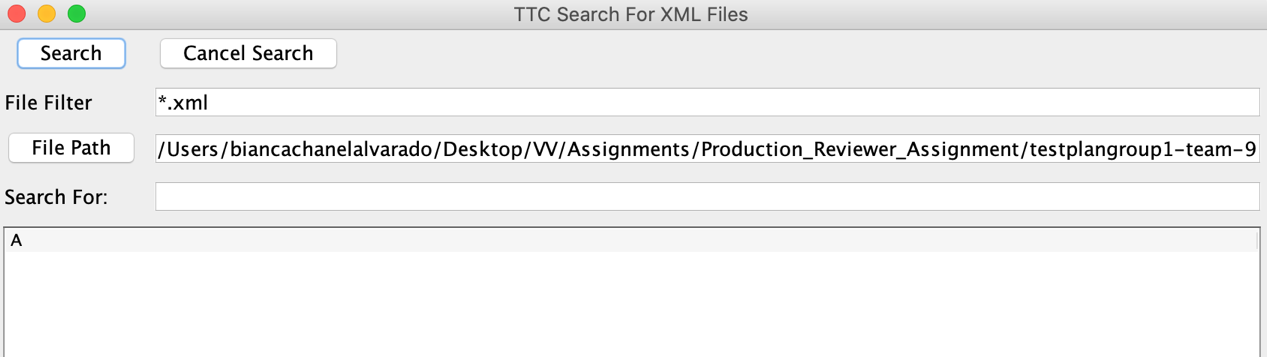 TTC Search For XML Files
Search Cancel Search
File Filter *.xml
File Path /Users/biancachanelalvarado/Desktop/VV/Assignments/Production_Reviewer_Assignment/testplangroup1-team-9
Search For:
A